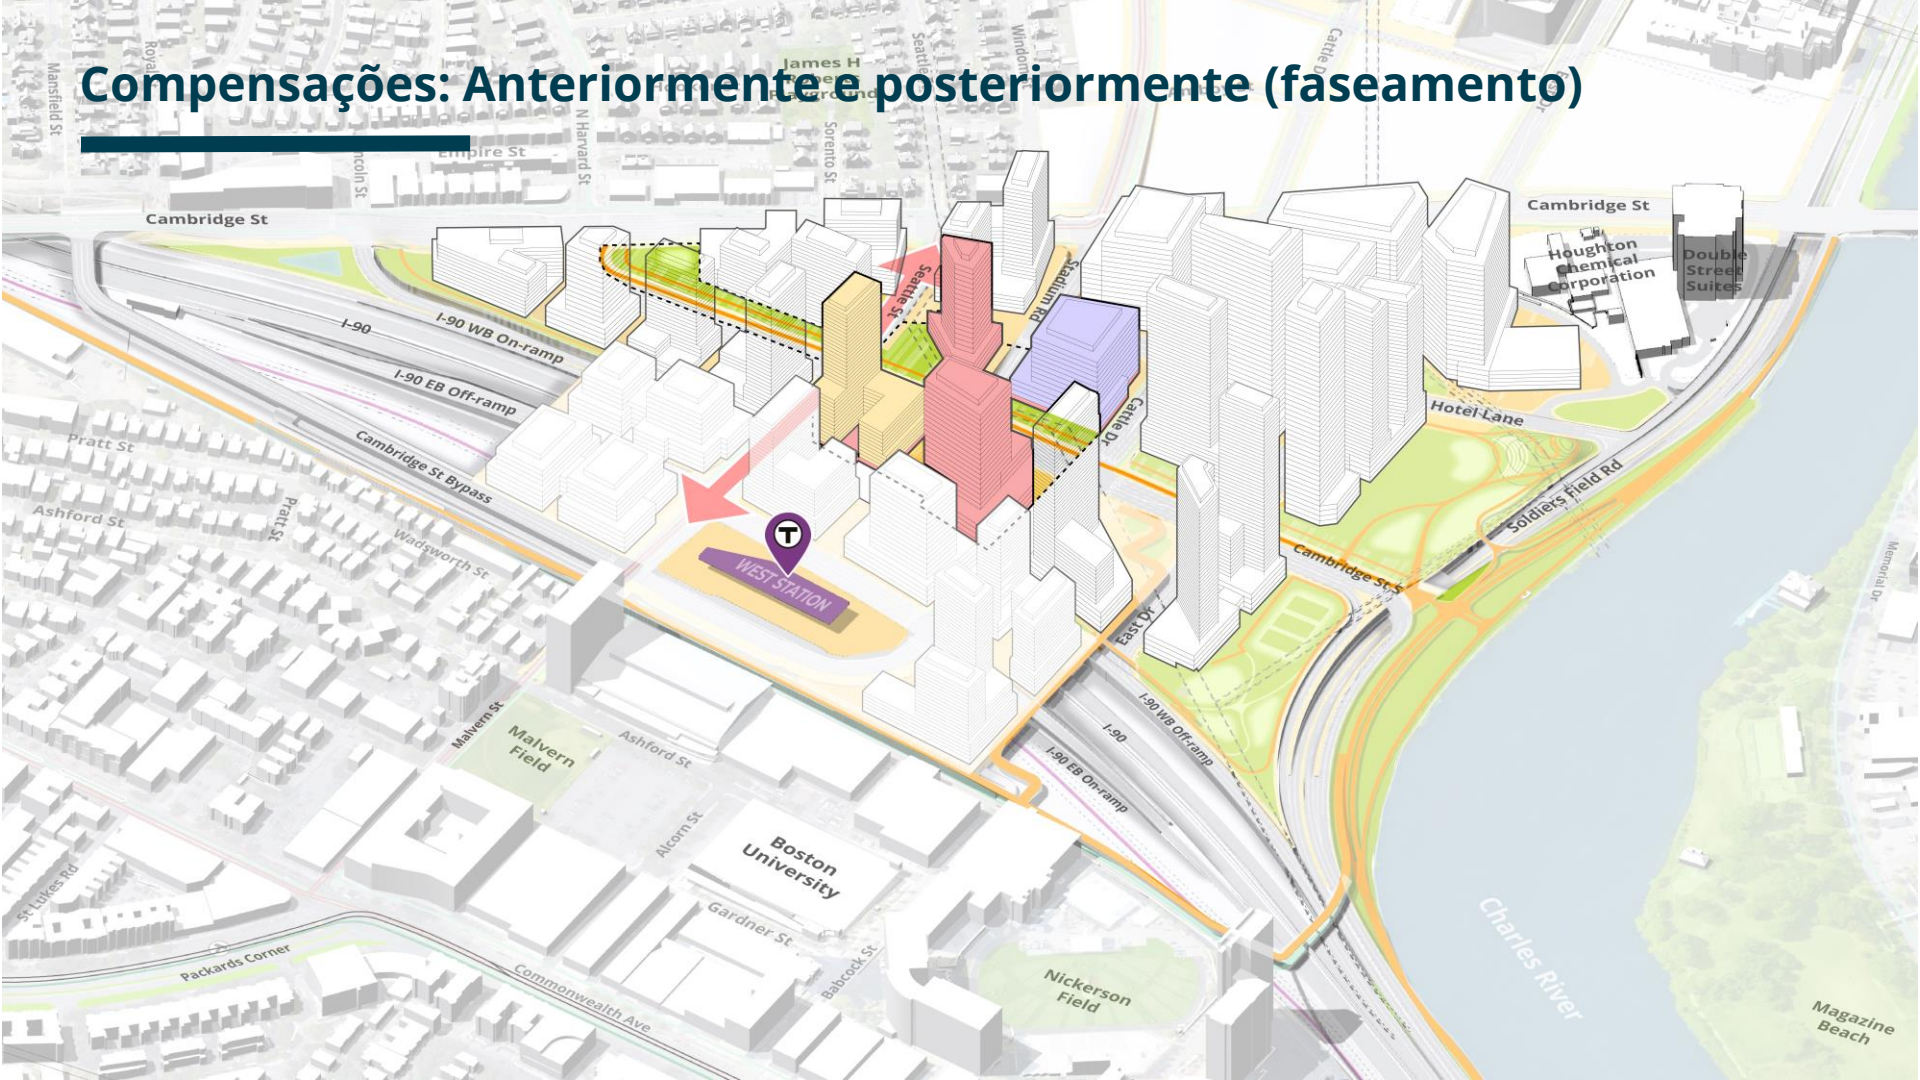 Compensações: Anteriormente e posteriormente (faseamento)
James H
Playground
Mansfield St
N Harvard St
Sorento St
Empire St
Cambridge St
Cambridge St
Houghton
Chemical
Corporation
Double
Street
Suites
Seattle St
Stadium Rd
I-90
I-90 WB On-ramp
I-90 EB Off-ramp
Cattle Dr
Hotel Lane
Pratt St
Cambridge St Bypass
Soldiers Field Rd
Ashford St
Pratt St
Wadsworth St
T
WEST STATION
Cambridge St S
Memorial Dr
East Dr
Malvern St
Malvern
Field
Ashford St
I-90 WB Off-ramp
I-90
I-90 EB On-ramp
Alcorn St
Boston
University
St Lukes Rd
Gardner St
Packards Corner
Babcock St
Commonwealth Ave
Nickerson
Field
Charles River
Magazine
Beach